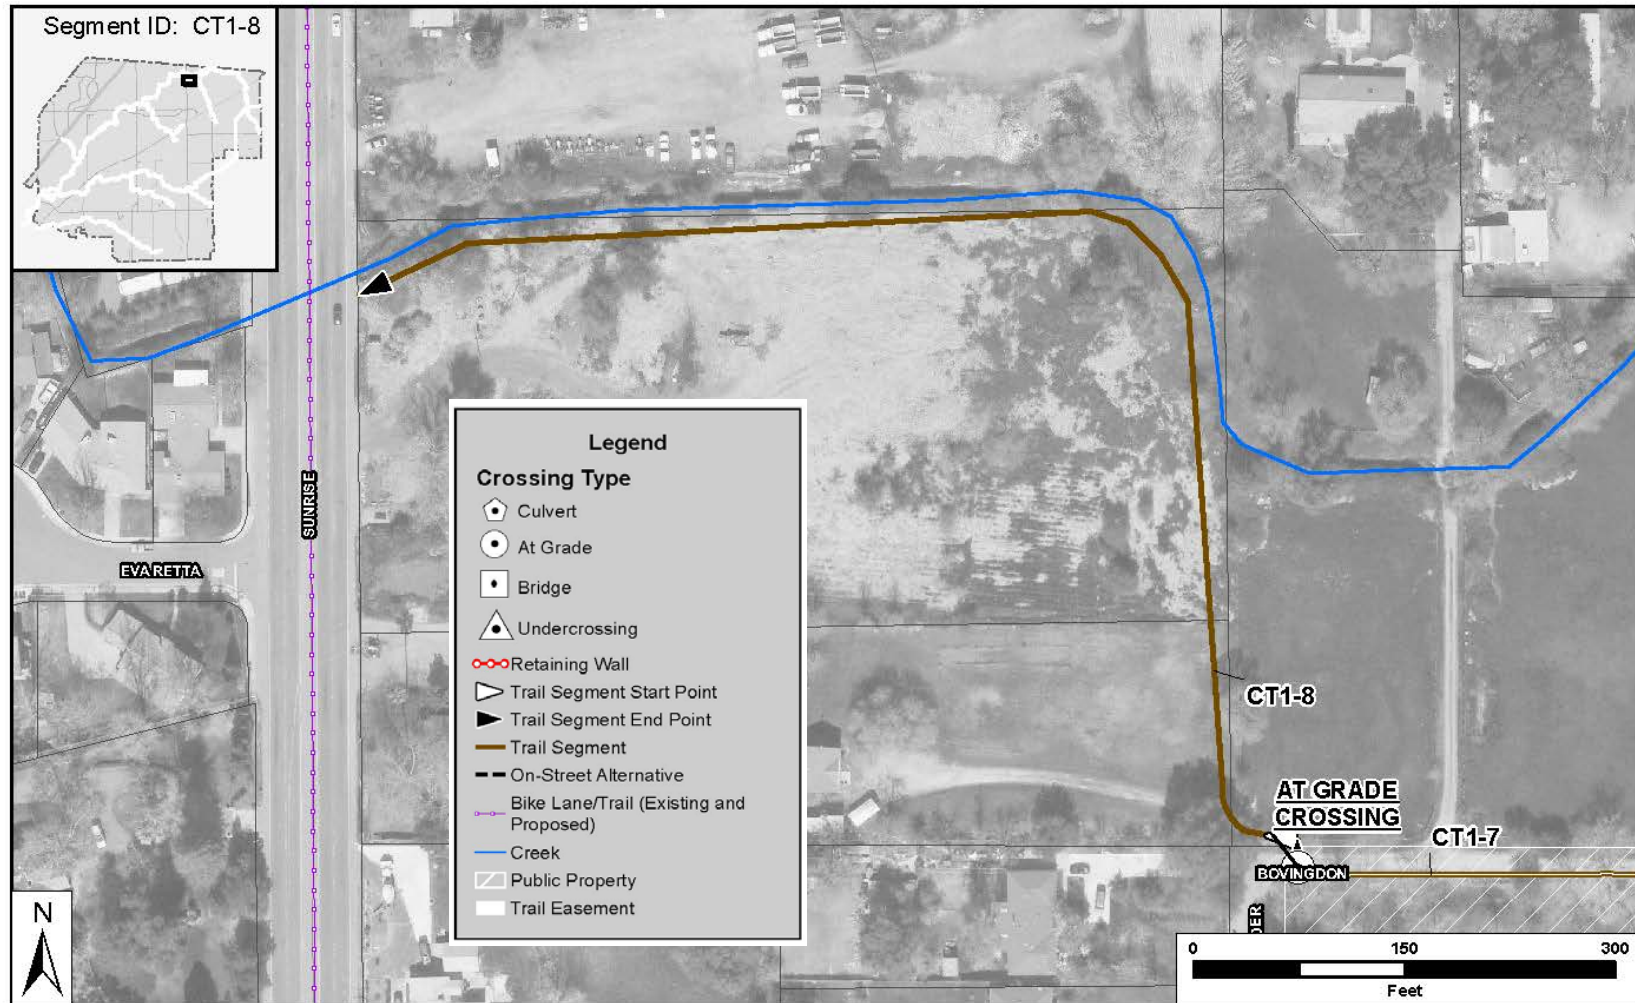 Segment ID: CT1-8
SUNRISE
EVA RETTA
Legend
Crossing Type
Culvert
At Grade
Bridge
Undercrossing
Retaining Wall
Trail Segment Start Point
Trail Segment End Point
Trail Segment
On-Street Alternative
Bike Lane/Trail (Existing and
Proposed)
Creek
Public Property
Trail Easement
CT1-8
AT GRADE
CROSSING
CT1-7
BOVINGDON
DER
N
0 150 300
Feet